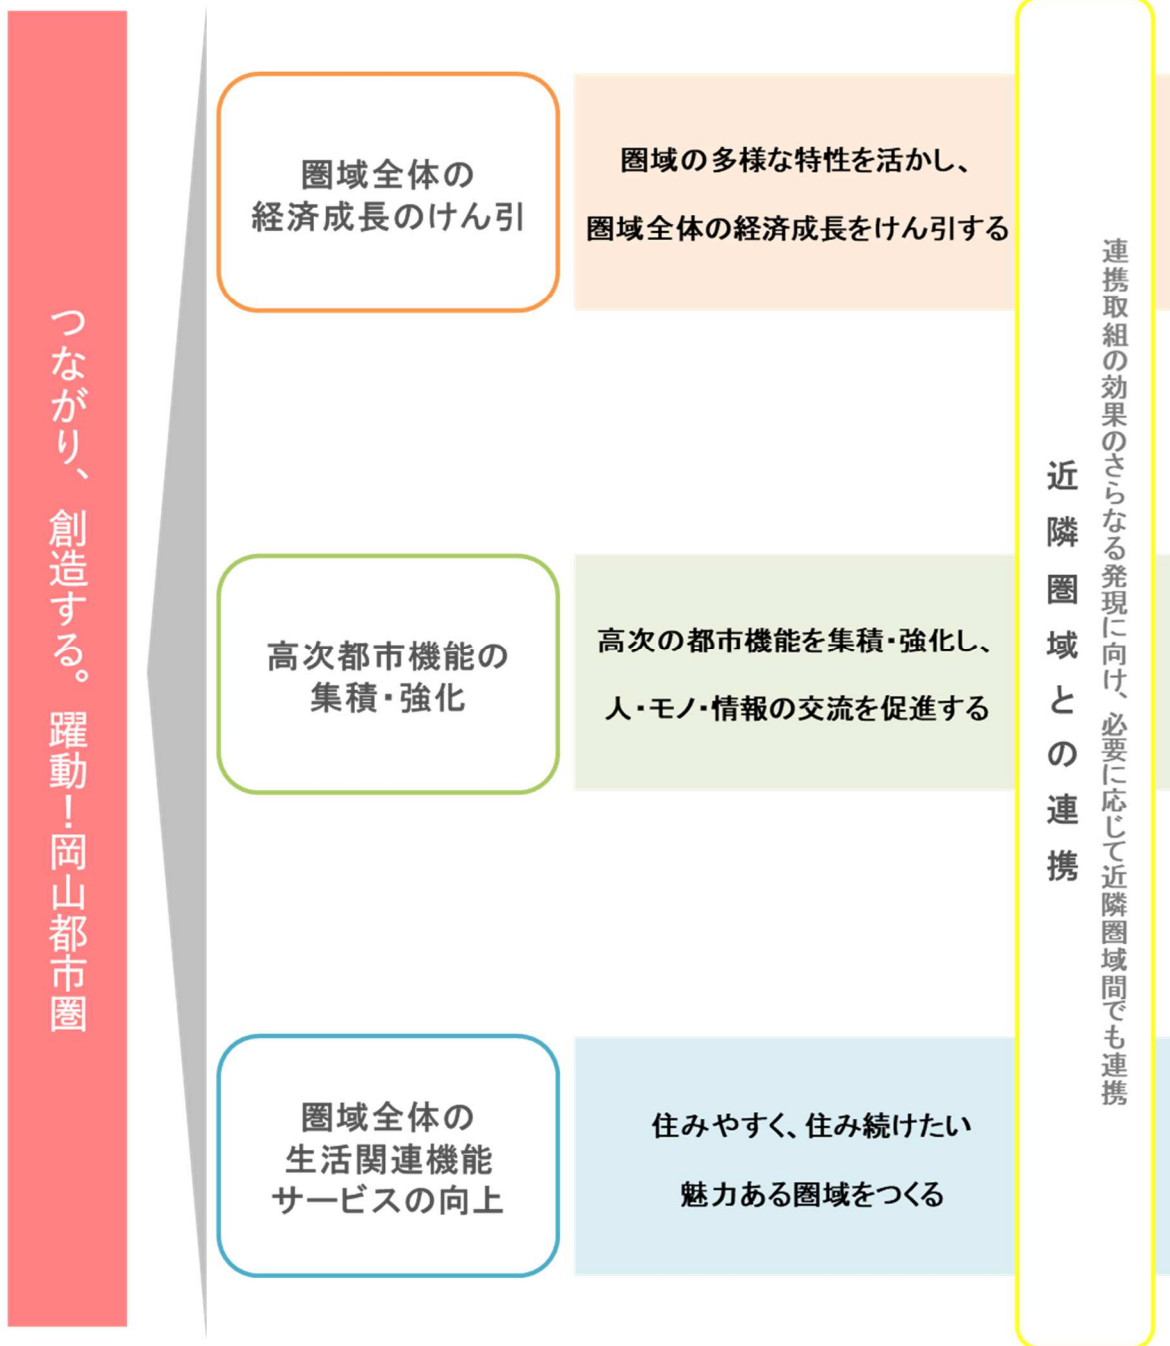 つながり、創造する。躍動！岡山都市圏
圏域全体の
経済成長のけん引
圏域の多様な特性を活かし、
圏域全体の経済成長をけん引する
高次都市機能の
集積・強化
高次の都市機能を集積・強化し、
人・モノ・情報の交流を促進する
圏域全体の
生活関連機能
サービスの向上
住みやすく、住み続けたい
魅力ある圏域をつくる
近隣圏域との連携
連携取組の効果のさらなる発現に向け、必要に応じて近隣圏域間でも連携